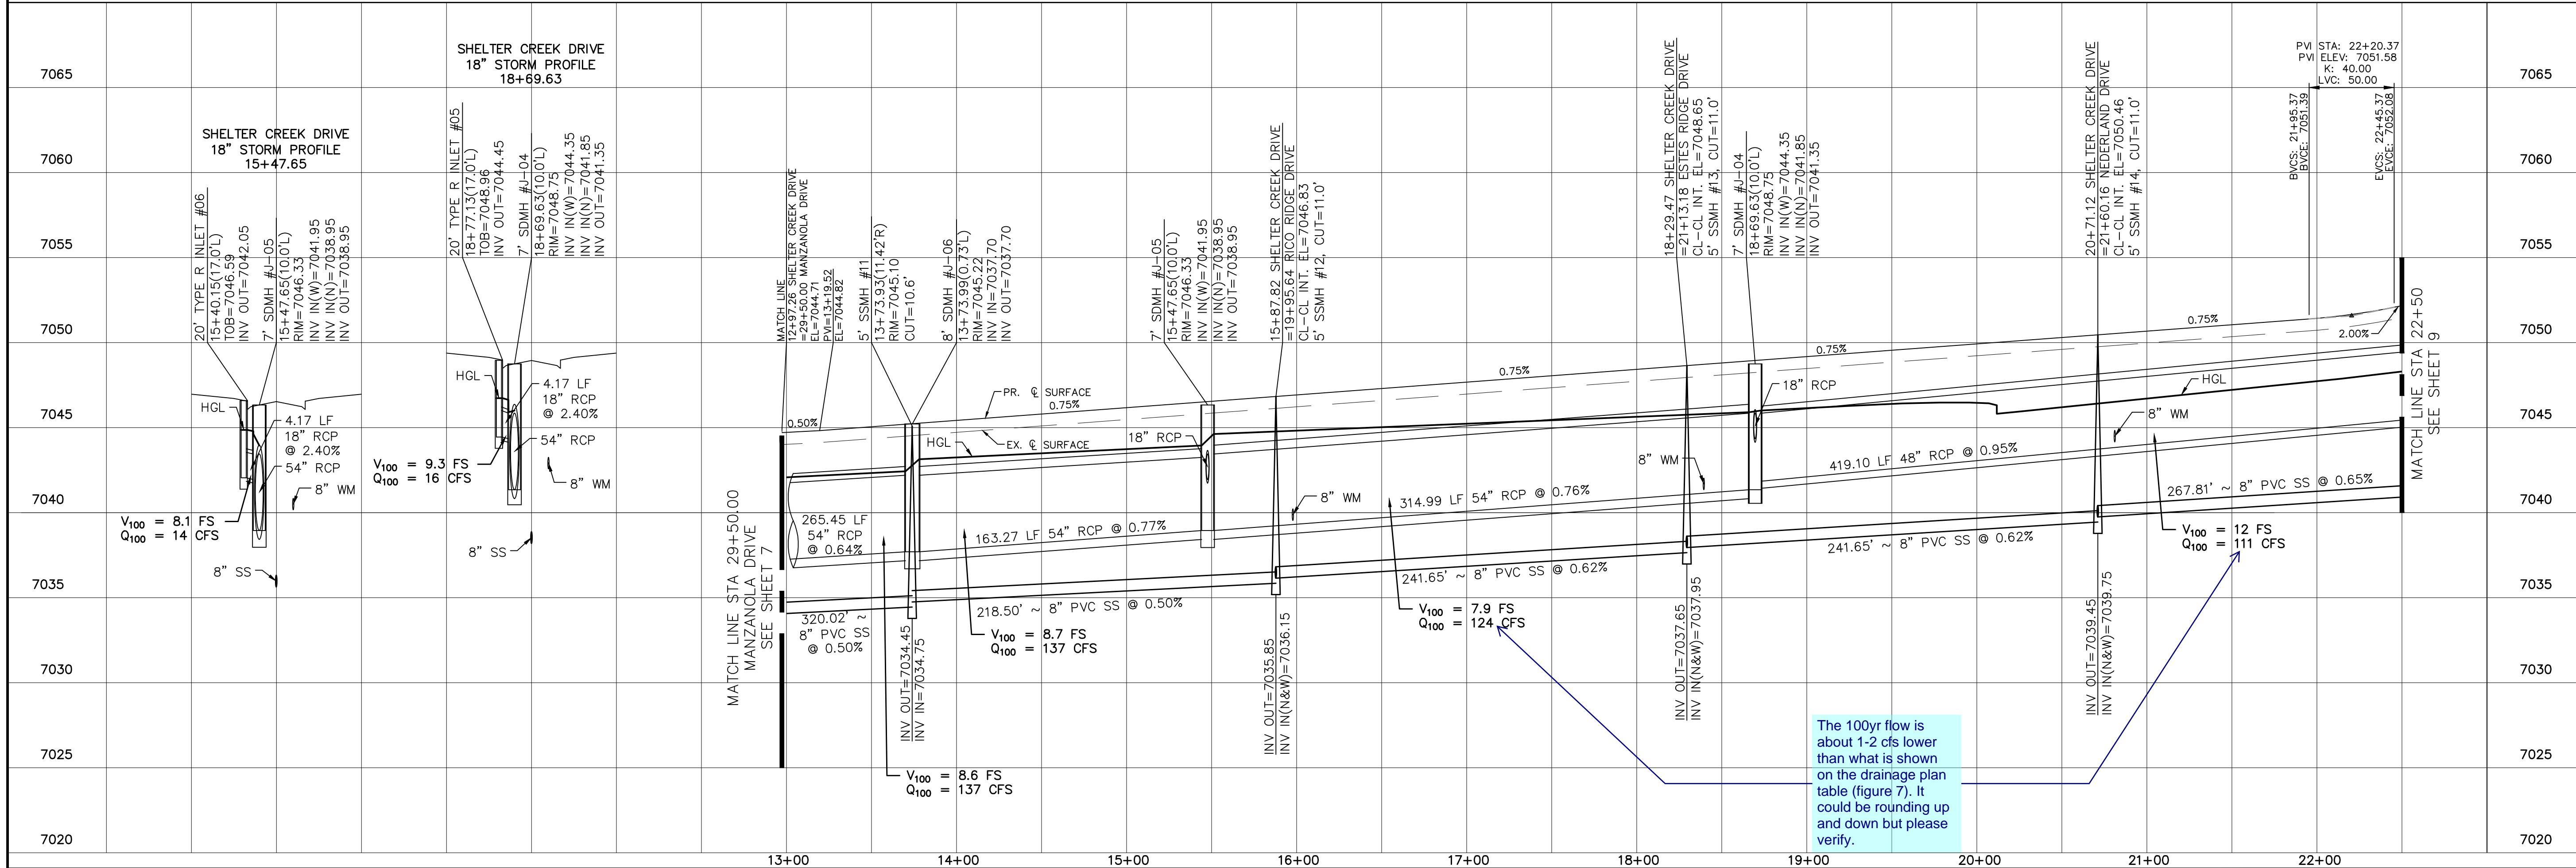 7065
7060
7055
7050
7045
7040
7035
7030
7025
7020
SHELTER CREEK DRIVE
18" STORM PROFILE
15+47.65
20' TYPE R INLET #06
15+40.15(17.0'L)
TOB=7046.59
INV OUT=7042.05
7' SDMH #J-05
15+47.65(10.0'L)
RIM=7046.33
INV IN(W)=7041.95
INV IN(N)=7038.95
INV OUT=7038.95
HGL
4.17 LF
18" RCP
@ 2.40%
54" RCP
8" WM
V100 = 8.1 FS
Q100 = 14 CFS
8" SS
SHELTER CREEK DRIVE
18" STORM PROFILE
18+69.63
20' TYPE R INLET #05
18+77.13(17.0'L)
TOB=7048.96
INV OUT=7044.45
7' SDMH #J-04
18+69.63(10.0'L)
RIM=7048.75
INV IN(W)=7044.35
INV IN(N)=7041.85
INV OUT=7041.35
HGL
4.17 LF
18" RCP
@ 2.40%
54" RCP
V100 = 9.3 FS
Q100 = 16 CFS
8" WM
8" SS
MATCH LINE STA 29+50.00
MANZANOLA DRIVE
SEE SHEET 7
MATCH LINE
12+97.26 SHELTER CREEK DRIVE
=29+50.00 MANZANOLA DRIVE
EL=7044.71
PVI=13+19.52
EL=7044.82
5' SSMH #11
13+73.93(11.42'R)
RIM=7045.10
CUT=10.6'
8' SDMH #J-06
13+73.99(0.73'L)
RIM=7045.22
INV IN=7037.70
INV OUT=7037.70
7' SDMH #J-05
15+47.65(10.0'L)
RIM=7046.33
INV IN(W)=7041.95
INV IN(N)=7038.95
INV OUT=7038.95
15+87.82 SHELTER CREEK DRIVE
=19+95.64 RICO RIDGE DRIVE
CL-CL INT. EL=7046.83
5' SSMH #12, CUT=11.0'
18+29.47 SHELTER CREEK DRIVE
=21+13.18 ESTES RIDGE DRIVE
CL-CL INT. EL=7048.65
5' SSMH #13, CUT=11.0'
7' SDMH #J-04
18+69.63(10.0'L)
RIM=7048.75
INV IN(W)=7044.35
INV IN(N)=7041.85
INV OUT=7041.35
20+71.12 SHELTER CREEK DRIVE
=21+60.16 NEDERLAND DRIVE
CL-CL INT. EL=7050.46
5' SSMH #14, CUT=11.0'
PVI STA: 22+20.37
PVI ELEV: 7051.58
K: 40.00
LVC: 50.00
BVCS: 21+95.37
BVCE: 7051.39
EVCS: 22+45.37
EVCE: 7052.08
0.50%
PR. ℄ SURFACE
0.75%
HGL
EX. ℄ SURFACE
18" RCP
0.75%
18" RCP
0.75%
0.75%
2.00%
HGL
8" WM
8" WM
8" WM
265.45 LF
54" RCP
@ 0.64%
163.27 LF 54" RCP @ 0.77%
314.99 LF 54" RCP @ 0.76%
419.10 LF 48" RCP @ 0.95%
320.02' ~
8" PVC SS
@ 0.50%
218.50' ~ 8" PVC SS @ 0.50%
241.65' ~ 8" PVC SS @ 0.62%
241.65' ~ 8" PVC SS @ 0.62%
267.81' ~ 8" PVC SS @ 0.65%
V100 = 8.6 FS
Q100 = 137 CFS
V100 = 8.7 FS
Q100 = 137 CFS
V100 = 7.9 FS
Q100 = 124 CFS
V100 = 12 FS
Q100 = 111 CFS
INV OUT=7034.45
INV IN=7034.75
INV OUT=7035.85
INV IN(N&W)=7036.15
INV OUT=7037.65
INV IN(N&W)=7037.95
INV OUT=7039.45
INV IN(N&W)=7039.75
MATCH LINE STA 22+50
SEE SHEET 9
The 100yr flow is
about 1-2 cfs lower
than what is shown
on the drainage plan
table (figure 7). It
could be rounding up
and down but please
verify.
7065
7060
7055
7050
7045
7040
7035
7030
7025
7020
13+00
14+00
15+00
16+00
17+00
18+00
19+00
20+00
21+00
22+00